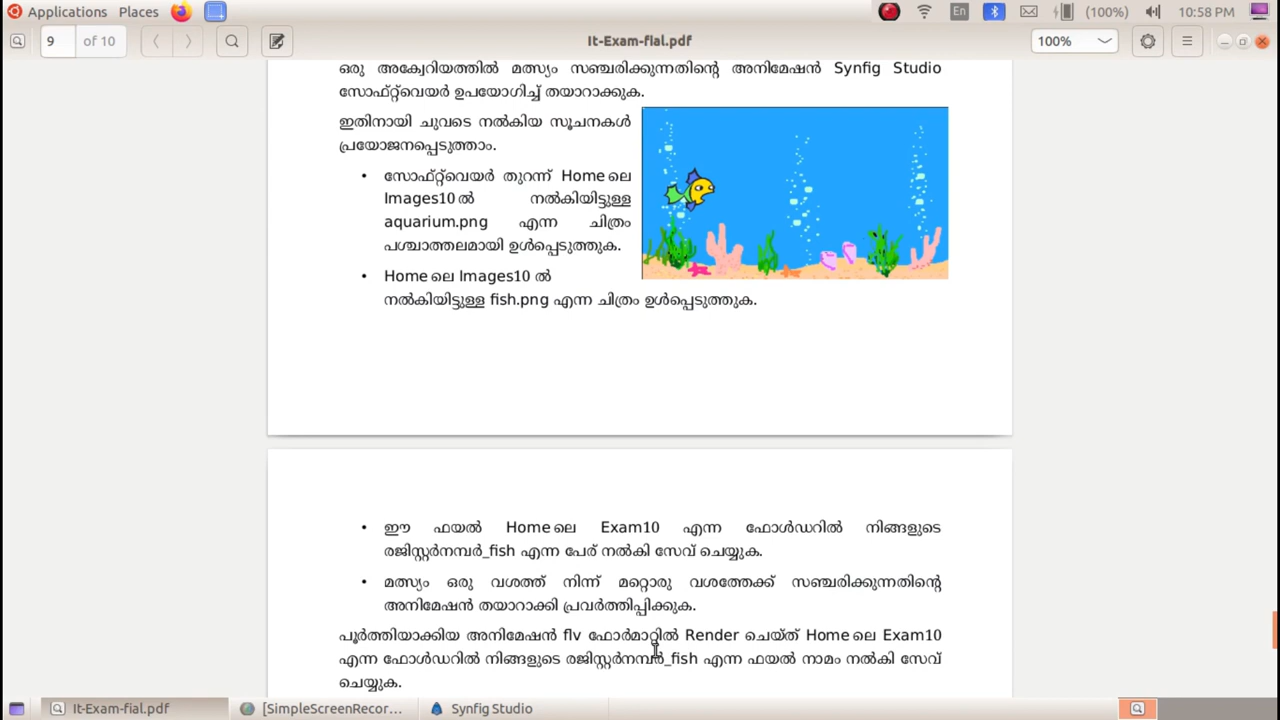 Applications Places En (100%) 10:58 PM
9 of 10 It-Exam-fial.pdf 100%
ഒരു അക്വേറിയത്തിൽ മത്സ്യം സഞ്ചരിക്കുന്നതിന്റെ അനിമേഷൻ Synfig Studio
സോഫ്റ്റ്‌വെയർ ഉപയോഗിച്ച് തയാറാക്കുക.
ഇതിനായി ചുവടെ നൽകിയ സൂചനകൾ
പ്രയോജനപ്പെടുത്താം.
• സോഫ്റ്റ്‌വെയർ തുറന്ന് Home ലെ
Images10 ൽ നൽകിയിട്ടുള്ള
aquarium.png എന്ന ചിത്രം
പശ്ചാത്തലമായി ഉൾപ്പെടുത്തുക.
• Home ലെ Images10 ൽ
നൽകിയിട്ടുള്ള fish.png എന്ന ചിത്രം ഉൾപ്പെടുത്തുക.
• ഈ ഫയൽ Home ലെ Exam10 എന്ന ഫോൾഡറിൽ നിങ്ങളുടെ
രജിസ്റ്റർനമ്പർ_fish എന്ന പേര് നൽകി സേവ് ചെയ്യുക.
• മത്സ്യം ഒരു വശത്ത് നിന്ന് മറ്റൊരു വശത്തേക്ക് സഞ്ചരിക്കുന്നതിന്റെ
അനിമേഷൻ തയാറാക്കി പ്രവർത്തിപ്പിക്കുക.
പൂർത്തിയാക്കിയ അനിമേഷൻ flv ഫോർമാറ്റിൽ Render ചെയ്ത് Home ലെ Exam10
എന്ന ഫോൾഡറിൽ നിങ്ങളുടെ രജിസ്റ്റർനമ്പർ_fish എന്ന ഫയൽ നാമം നൽകി സേവ്
ചെയ്യുക.
It-Exam-fial.pdf [SimpleScreenRecor... Synfig Studio